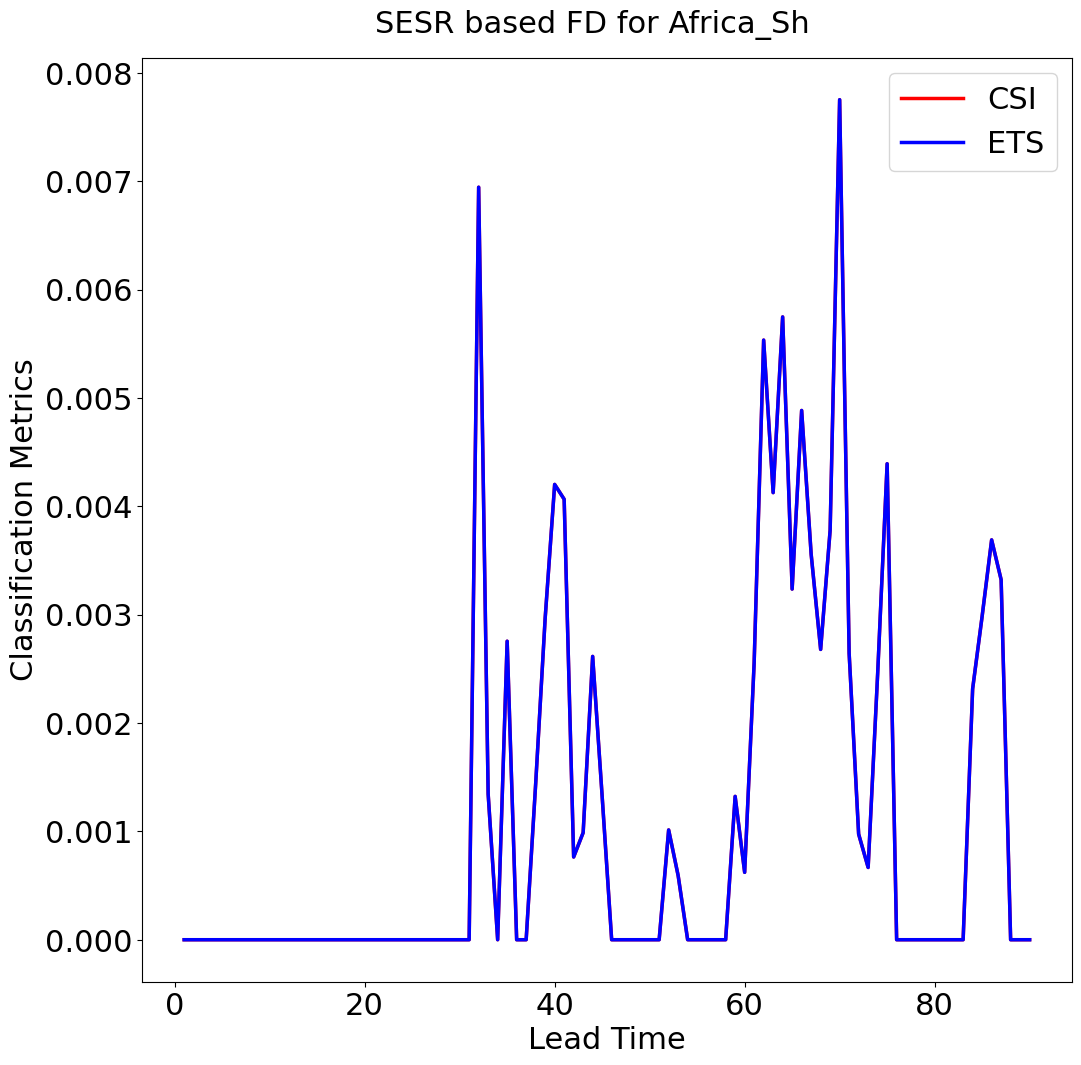 SESR based FD for Africa_Sh
CSI
ETS
Classification Metrics
0.008
0.007
0.006
0.005
0.004
0.003
0.002
0.001
0.000
0
20
40
60
80
Lead Time